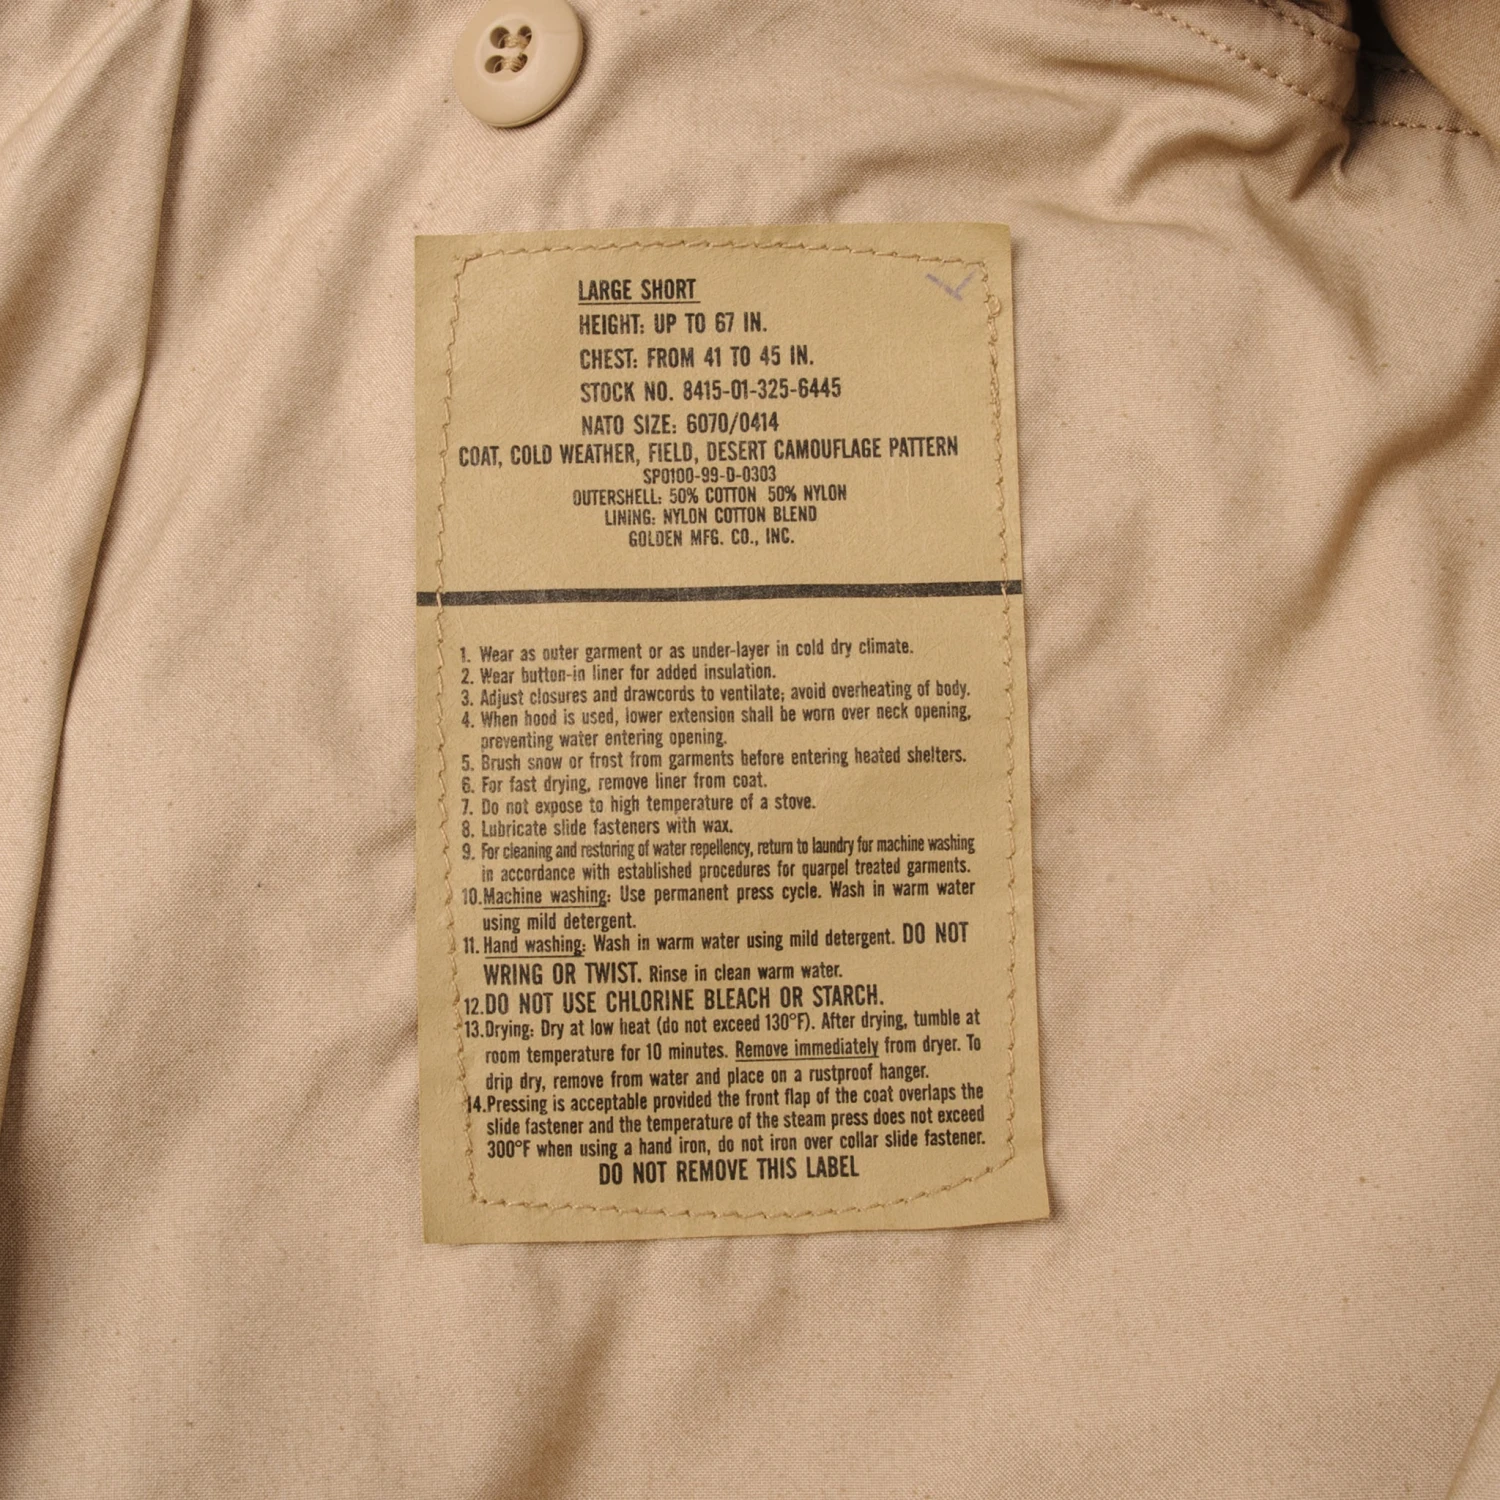 LARGE SHORT
HEIGHT: UP TO 67 IN.
CHEST: FROM 41 TO 45 IN.
STOCK NO. 8415-01-325-6445
NATO SIZE: 6070/0414
COAT, COLD WEATHER, FIELD, DESERT CAMOUFLAGE PATTERN
SPO100-99-D-0303
OUTERSHELL: 50% COTTON 50% NYLON
LINING: NYLON COTTON BLEND
GOLDEN MFG. CO., INC.
1. Wear as outer garment or as under-layer in cold dry climate.
2. Wear button-in liner for added insulation.
3. Adjust closures and drawcords to ventilate; avoid overheating of body.
4. When hood is used, lower extension shall be worn over neck opening,
preventing water entering opening.
5. Brush snow or frost from garments before entering heated shelters.
6. For fast drying, remove liner from coat.
7. Do not expose to high temperature of a stove.
8. Lubricate slide fasteners with wax.
9. For cleaning and restoring of water repellency, return to laundry for machine washing
in accordance with established procedures for quarpel treated garments.
10. Machine washing: Use permanent press cycle. Wash in warm water
using mild detergent.
11. Hand washing: Wash in warm water using mild detergent. DO NOT
WRING OR TWIST. Rinse in clean warm water.
12. DO NOT USE CHLORINE BLEACH OR STARCH.
13. Drying: Dry at low heat (do not exceed 130°F). After drying, tumble at
room temperature for 10 minutes. Remove immediately from dryer. To
drip dry, remove from water and place on a rustproof hanger.
14. Pressing is acceptable provided the front flap of the coat overlaps the
slide fastener and the temperature of the steam press does not exceed
300°F when using a hand iron, do not iron over collar slide fastener.
DO NOT REMOVE THIS LABEL